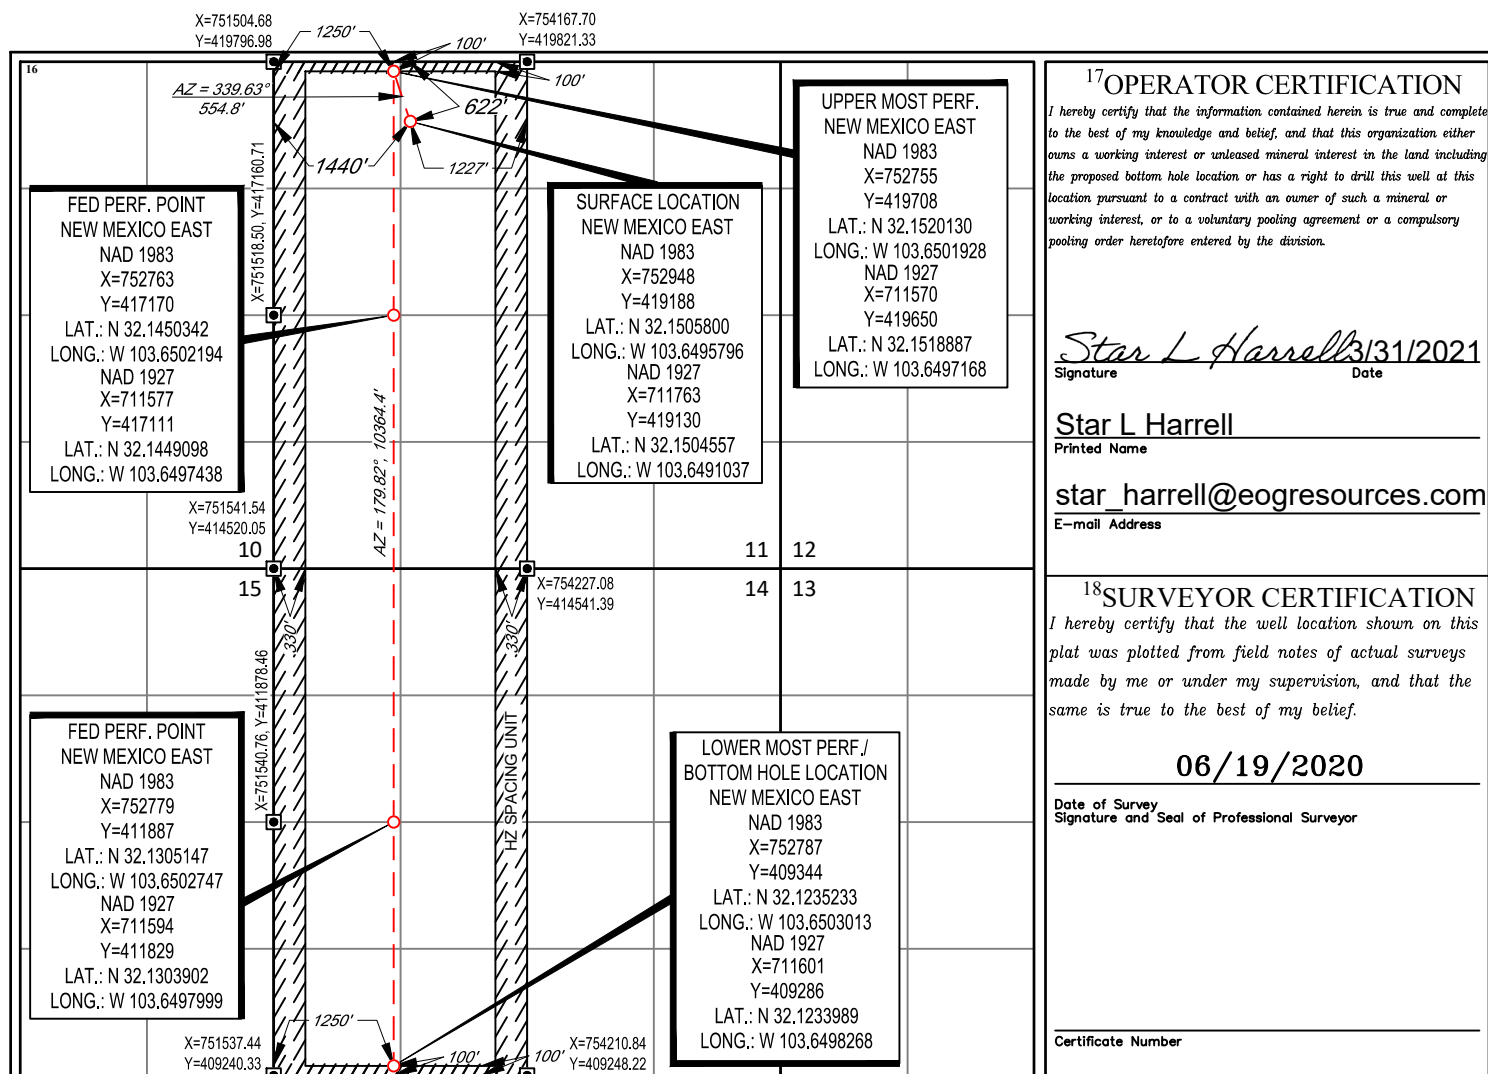 X=751504.68
Y=419796.98
1250'
100'
X=754167.70
Y=419821.33
100'
16
AZ = 339.63°
554.8'
622'
1440'
1227'
X=751518.50, Y=417160.71
FED PERF. POINT
NEW MEXICO EAST
NAD 1983
X=752763
Y=417170
LAT.: N 32.1450342
LONG.: W 103.6502194
NAD 1927
X=711577
Y=417111
LAT.: N 32.1449098
LONG.: W 103.6497438
SURFACE LOCATION
NEW MEXICO EAST
NAD 1983
X=752948
Y=419188
LAT.: N 32.1505800
LONG.: W 103.6495796
NAD 1927
X=711763
Y=419130
LAT.: N 32.1504557
LONG.: W 103.6491037
UPPER MOST PERF.
NEW MEXICO EAST
NAD 1983
X=752755
Y=419708
LAT.: N 32.1520130
LONG.: W 103.6501928
NAD 1927
X=711570
Y=419650
LAT.: N 32.1518887
LONG.: W 103.6497168
AZ = 179.82°, 10364.4'
X=751541.54
Y=414520.05
10
11
12
15
14
13
X=754227.08
Y=414541.39
330'
330'
X=751540.76, Y=411878.46
HZ SPACING UNIT
FED PERF. POINT
NEW MEXICO EAST
NAD 1983
X=752779
Y=411887
LAT.: N 32.1305147
LONG.: W 103.6502747
NAD 1927
X=711594
Y=411829
LAT.: N 32.1303902
LONG.: W 103.6497999
LOWER MOST PERF./
BOTTOM HOLE LOCATION
NEW MEXICO EAST
NAD 1983
X=752787
Y=409344
LAT.: N 32.1235233
LONG.: W 103.6503013
NAD 1927
X=711601
Y=409286
LAT.: N 32.1233989
LONG.: W 103.6498268
1250'
X=751537.44
Y=409240.33
100'
100'
X=754210.84
Y=409248.22
17 OPERATOR CERTIFICATION
I hereby certify that the information contained herein is true and complete
to the best of my knowledge and belief, and that this organization either
owns a working interest or unleased mineral interest in the land including
the proposed bottom hole location or has a right to drill this well at this
location pursuant to a contract with an owner of such a mineral or
working interest, or to a voluntary pooling agreement or a compulsory
pooling order heretofore entered by the division.
Star L Harrell 3/31/2021
Signature Date
Star L Harrell
Printed Name
star_harrell@eogresources.com
E-mail Address
18 SURVEYOR CERTIFICATION
I hereby certify that the well location shown on this
plat was plotted from field notes of actual surveys
made by me or under my supervision, and that the
same is true to the best of my belief.
06/19/2020
Date of Survey
Signature and Seal of Professional Surveyor
Certificate Number